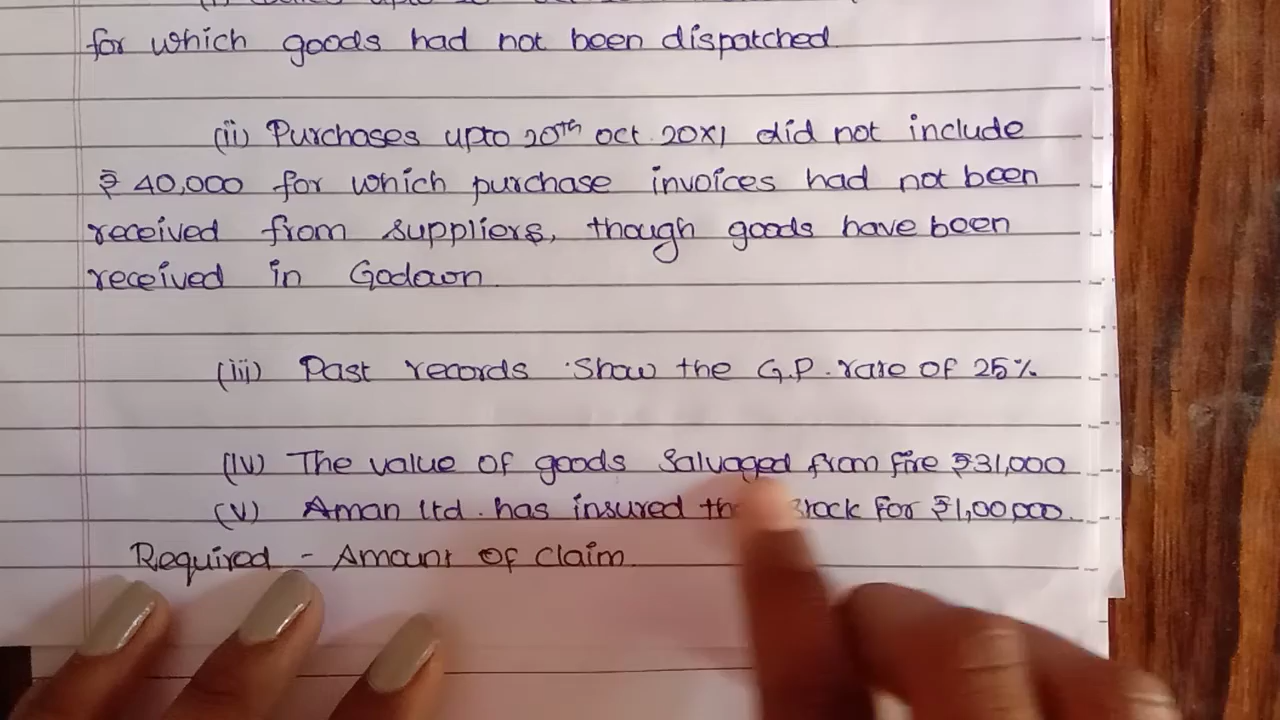 for which goods had not been dispatched
(ii) Purchases upto 20th oct. 20X1 did not include
₹ 40,000 for which purchase invoices had not been
received from suppliers, though goods have been
received in Godown.
(iii) Past records show the G.P. rate of 25%.
(IV) The value of goods Salvaged from fire ₹31,000
(V) Aman Ltd. has insured the Stock for ₹1,00,000.
Required - Amount of claim.